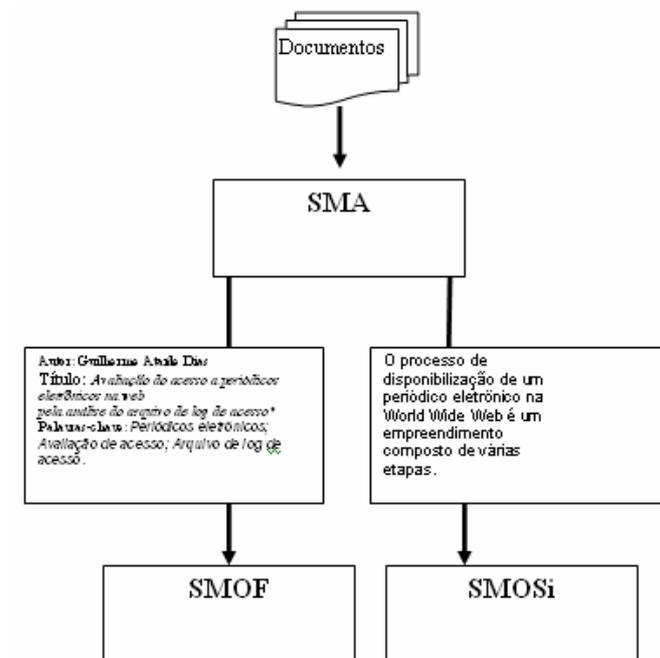 Documentos
SMA
Autor: Guilherme Ataíde Dias
Título: Avaliação do acesso a periódicos
eletrônicos na web
pela análise do arquivo de log de acesso*
Palavras-chave: Periódicos eletrônicos;
Avaliação de acesso; Arquivo de log de
acesso.
O processo de
disponibilização de um
periódico eletrônico na
World Wide Web é um
empreendimento
composto de várias
etapas.
SMOF
SMOSi